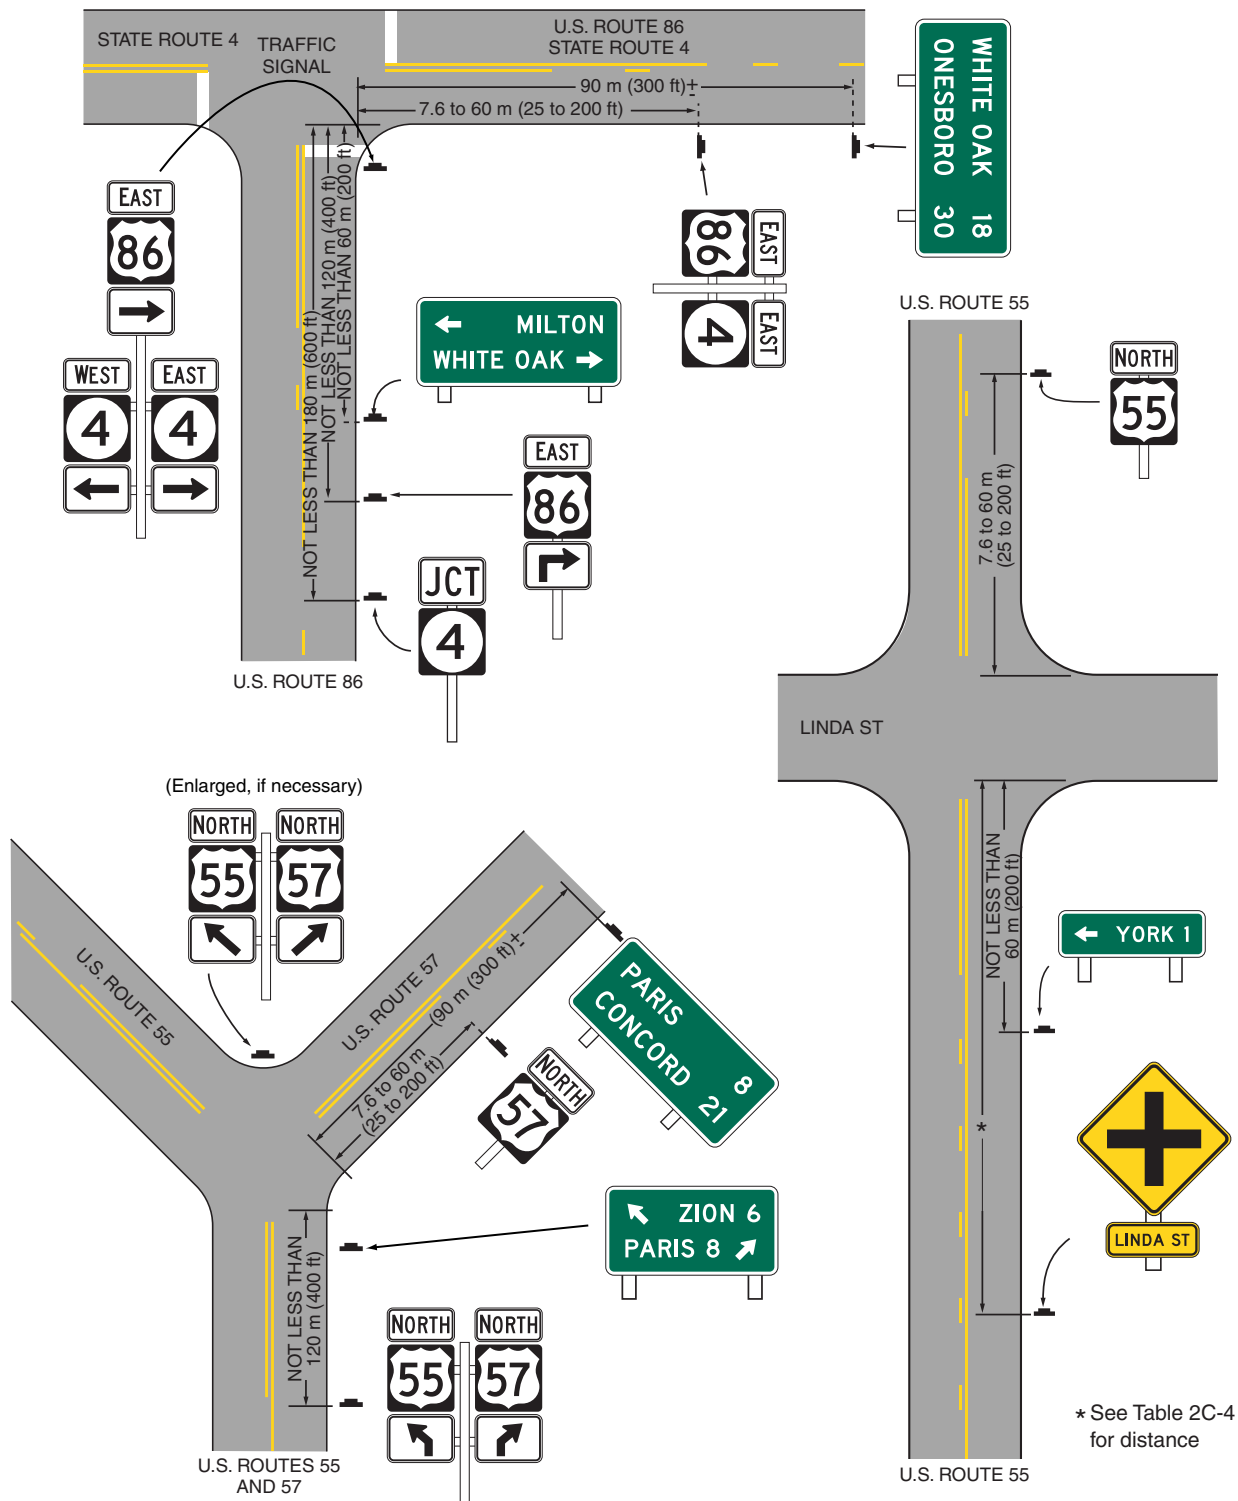 STATE ROUTE 4
TRAFFIC
SIGNAL
U.S. ROUTE 86
STATE ROUTE 4
90 m (300 ft)±
7.6 to 60 m (25 to 200 ft)
WHITE OAK 18
ONESBORO 30
EAST
86
WEST
4
EAST
4
NOT LESS THAN 180 m (600 ft)
NOT LESS THAN 120 m (400 ft)
NOT LESS THAN 60 m (200 ft)
EAST
86
EAST
4
MILTON
WHITE OAK
EAST
86
JCT
4
U.S. ROUTE 86
U.S. ROUTE 55
NORTH
55
7.6 to 60 m
(25 to 200 ft)
LINDA ST
NOT LESS THAN
60 m (200 ft)
YORK 1
*
LINDA ST
* See Table 2C-4
for distance
U.S. ROUTE 55
(Enlarged, if necessary)
NORTH
55
NORTH
57
U.S. ROUTE 55
U.S. ROUTE 57
(90 m (300 ft)±
7.6 to 60 m
(25 to 200 ft)
PARIS 8
CONCORD 21
NORTH
57
ZION 6
PARIS 8
NOT LESS THAN
120 m (400 ft)
NORTH
55
NORTH
57
U.S. ROUTES 55
AND 57